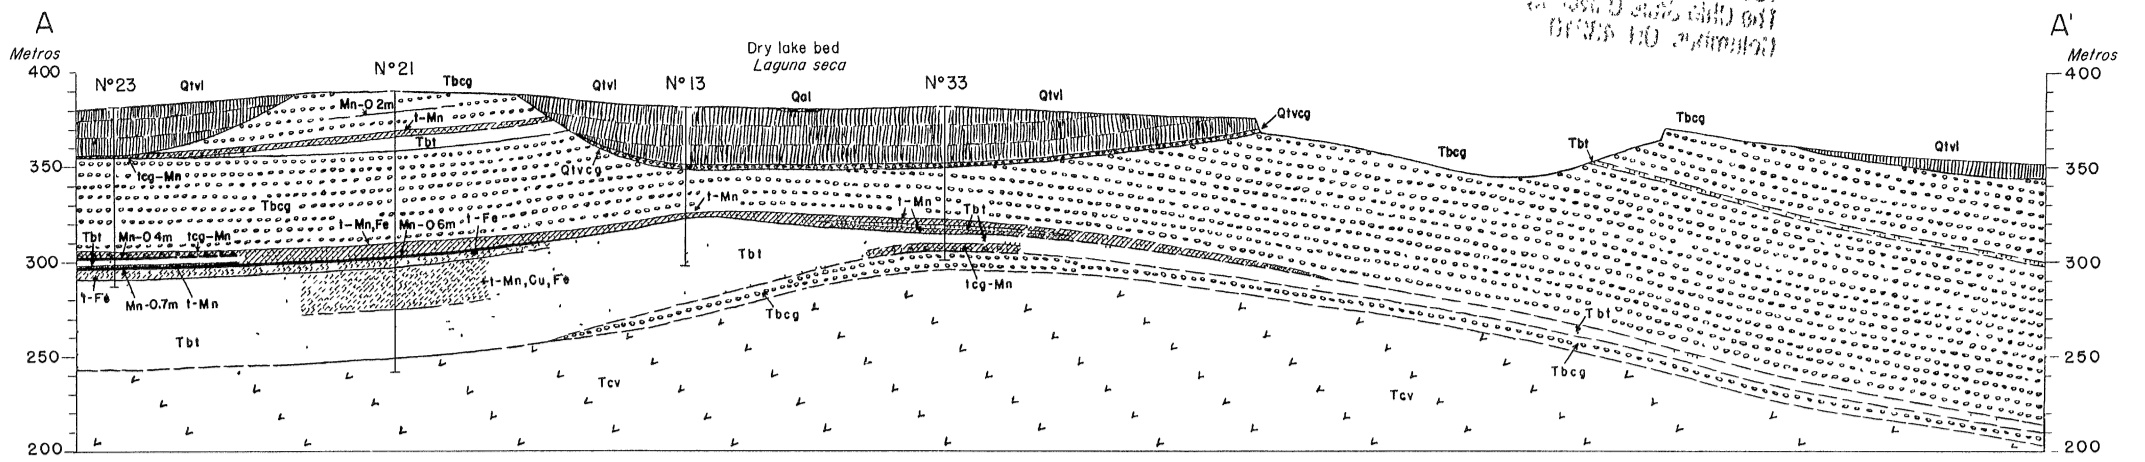 A
A'
Metros
Metros
Dry lake bed
Laguna seca
400
350
300
250
200
400
350
300
250
200
N°23
Qtvl
N°21
Tbcg
Qtvl
N°13
Qal
N°33
Qtvl
Qtvcg
Tbcg
Mn-0.2m
t-Mn
Tbt
tcg-Mn
Qtvcg
Tbcg
Tbt
Qtvl
Tbcg
t-Mn
t-Mn
Tbt
Tbt
Mn-0.4m
tcg-Mn
t-Mn,Fe
Mn-0.6m
t-Fe
Tbt
t-Fe
Mn-0.7m
t-Mn
t-Mn,Cu,Fe
Tbcg
tcg-Mn
Tbt
Tbcg
Tbt
Tcv
Tcv